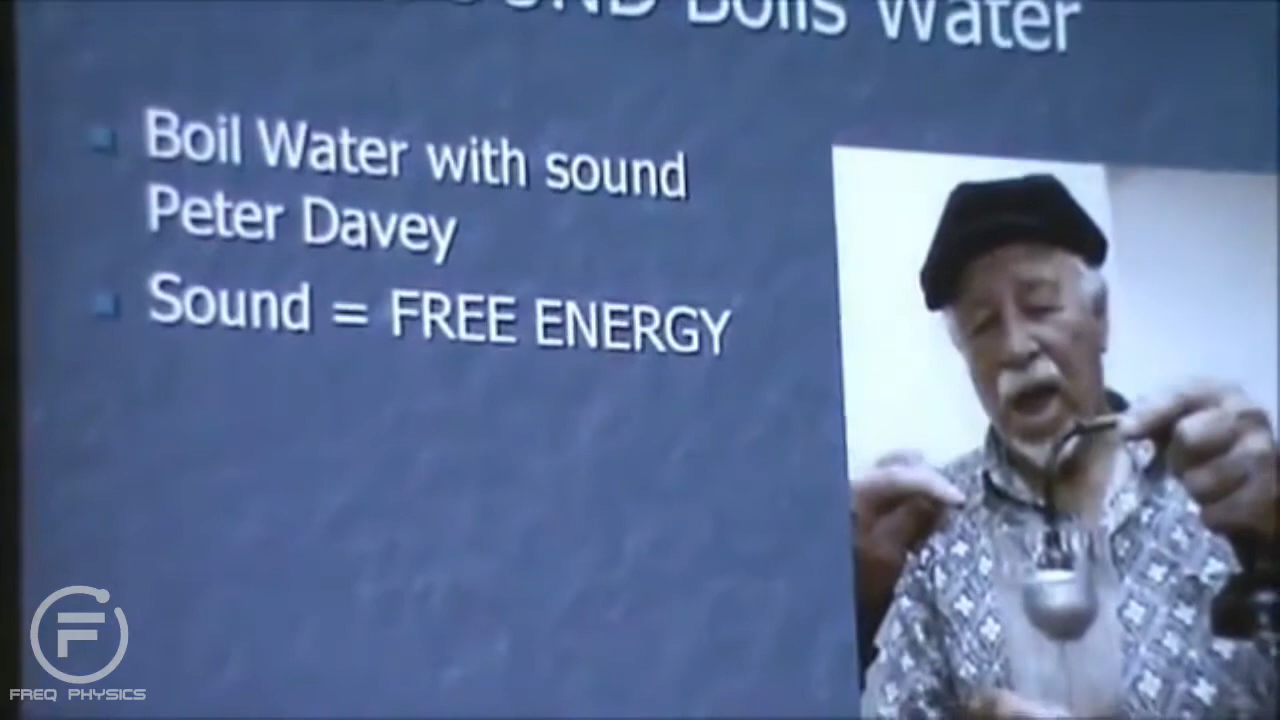 Boils Water
Boil Water with sound
Peter Davey
Sound = FREE ENERGY
F
FREQ PHYSICS